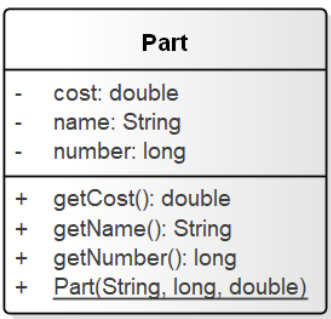 Part
- cost: double
- name: String
- number: long
+ getCost(): double
+ getName(): String
+ getNumber(): long
+ Part(String, long, double)